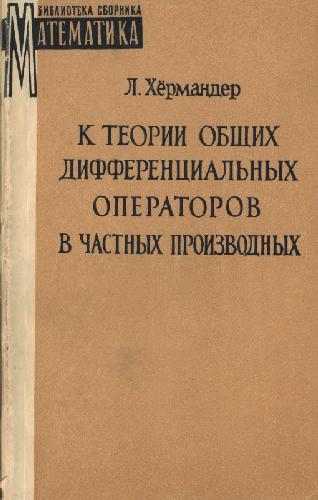 БИБЛИОТЕКА СБОРНИКА
МАТЕМАТИКА
Л. Хёрмандер
К ТЕОРИИ ОБЩИХ
ДИФФЕРЕНЦИАЛЬНЫХ
ОПЕРАТОРОВ
В ЧАСТНЫХ ПРОИЗВОДНЫХ